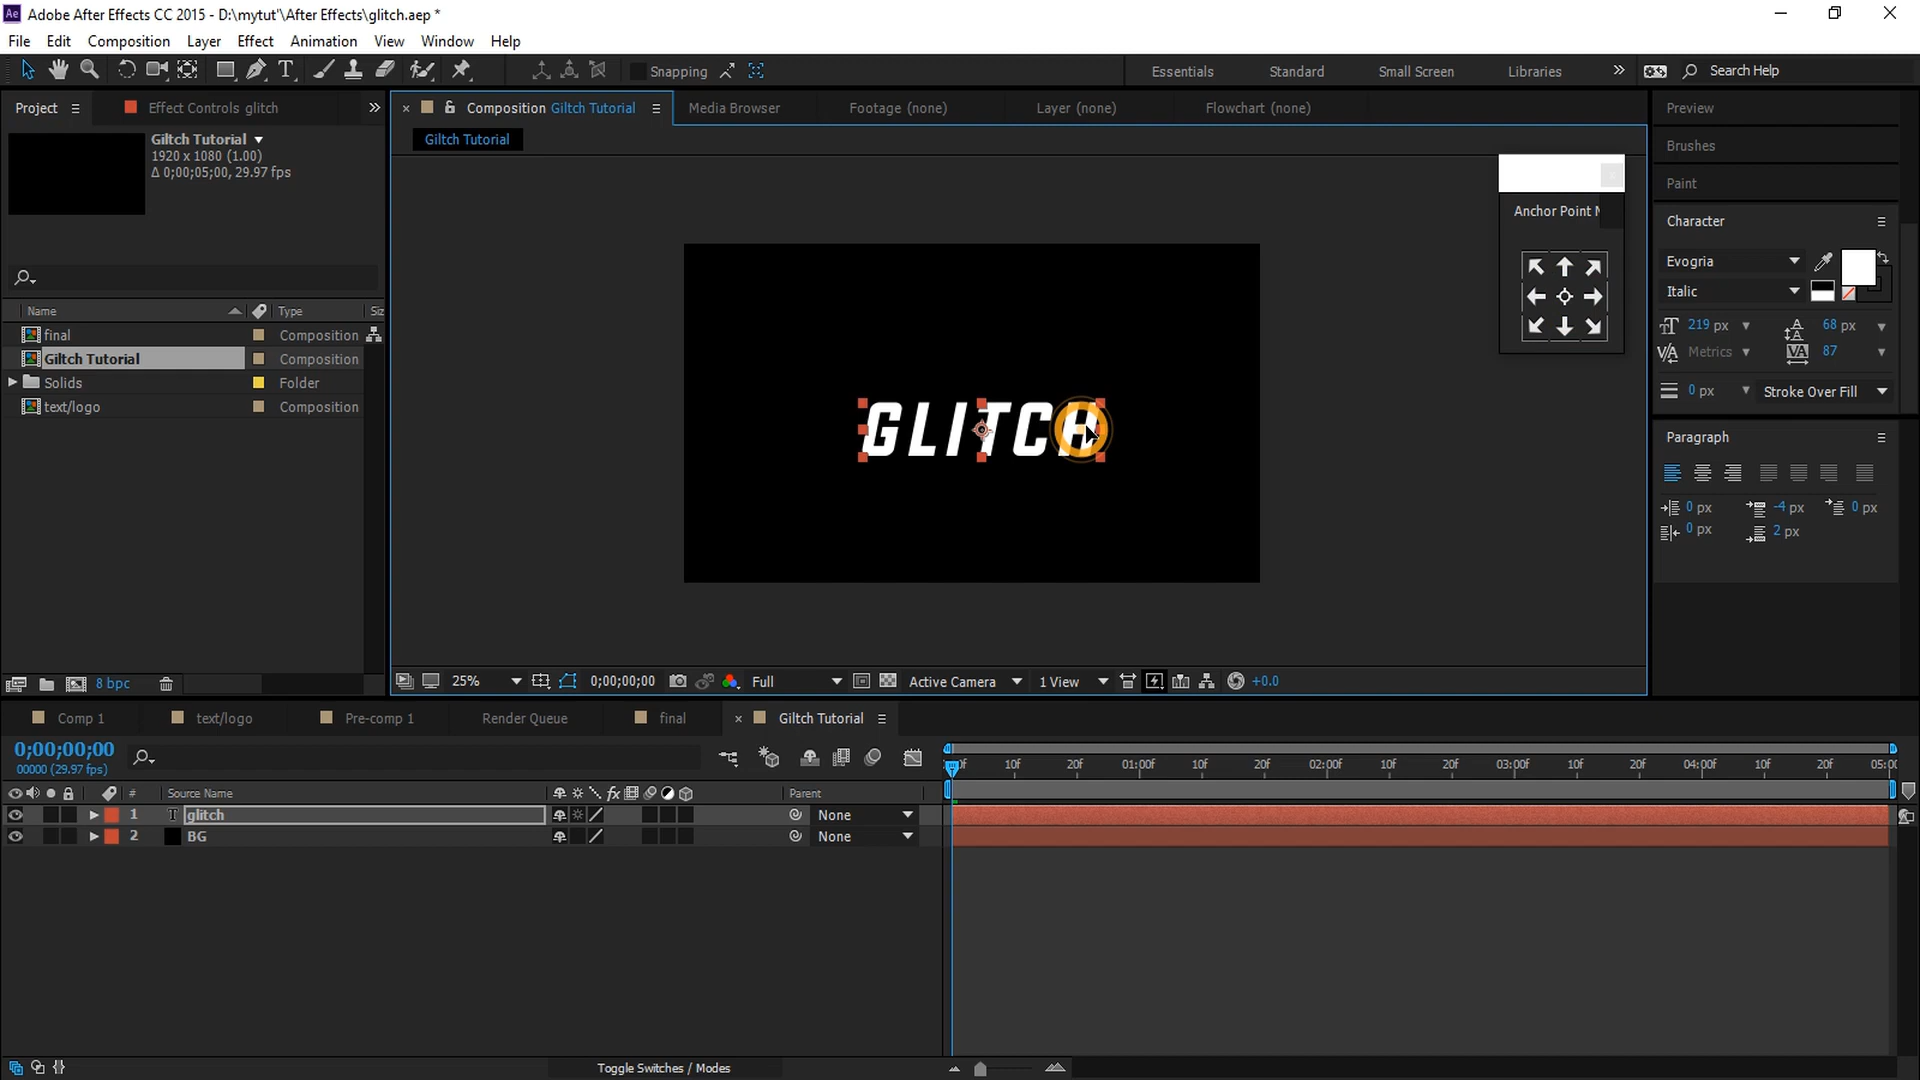 Ae Adobe After Effects CC 2015 - D:\mytut'\After Effects\glitch.aep *
File Edit Composition Layer Effect Animation View Window Help
Snapping Essentials Standard Small Screen Libraries Search Help
Project Effect Controls glitch Composition Giltch Tutorial Media Browser Footage (none) Layer (none) Flowchart (none) Preview
Giltch Tutorial
1920 x 1080 (1.00)
Δ 0;00;05;00, 29.97 fps)
Giltch Tutorial
Brushes
Paint
Anchor Point
Character
Evogria
Italic
219 px 68 px
Metrics 87
0 px Stroke Over Fill
Paragraph
0 px -4 px 0 px
0 px 2 px
Name Type Siz
final Composition
Giltch Tutorial Composition
Solids Folder
text/logo Composition
GLITCH
8 bpc 25% 0;00;00;00 Full Active Camera 1 View +0.0
Comp 1 text/logo Pre-comp 1 Render Queue final Giltch Tutorial
0;00;00;00
00000 (29.97 fps)
10f 20f 01:00f 10f 20f 02:00f 10f 20f 03:00f 10f 20f 04:00f 10f 20f 05:00
# Source Name fx Parent
1 T glitch None
2 BG None
Toggle Switches / Modes